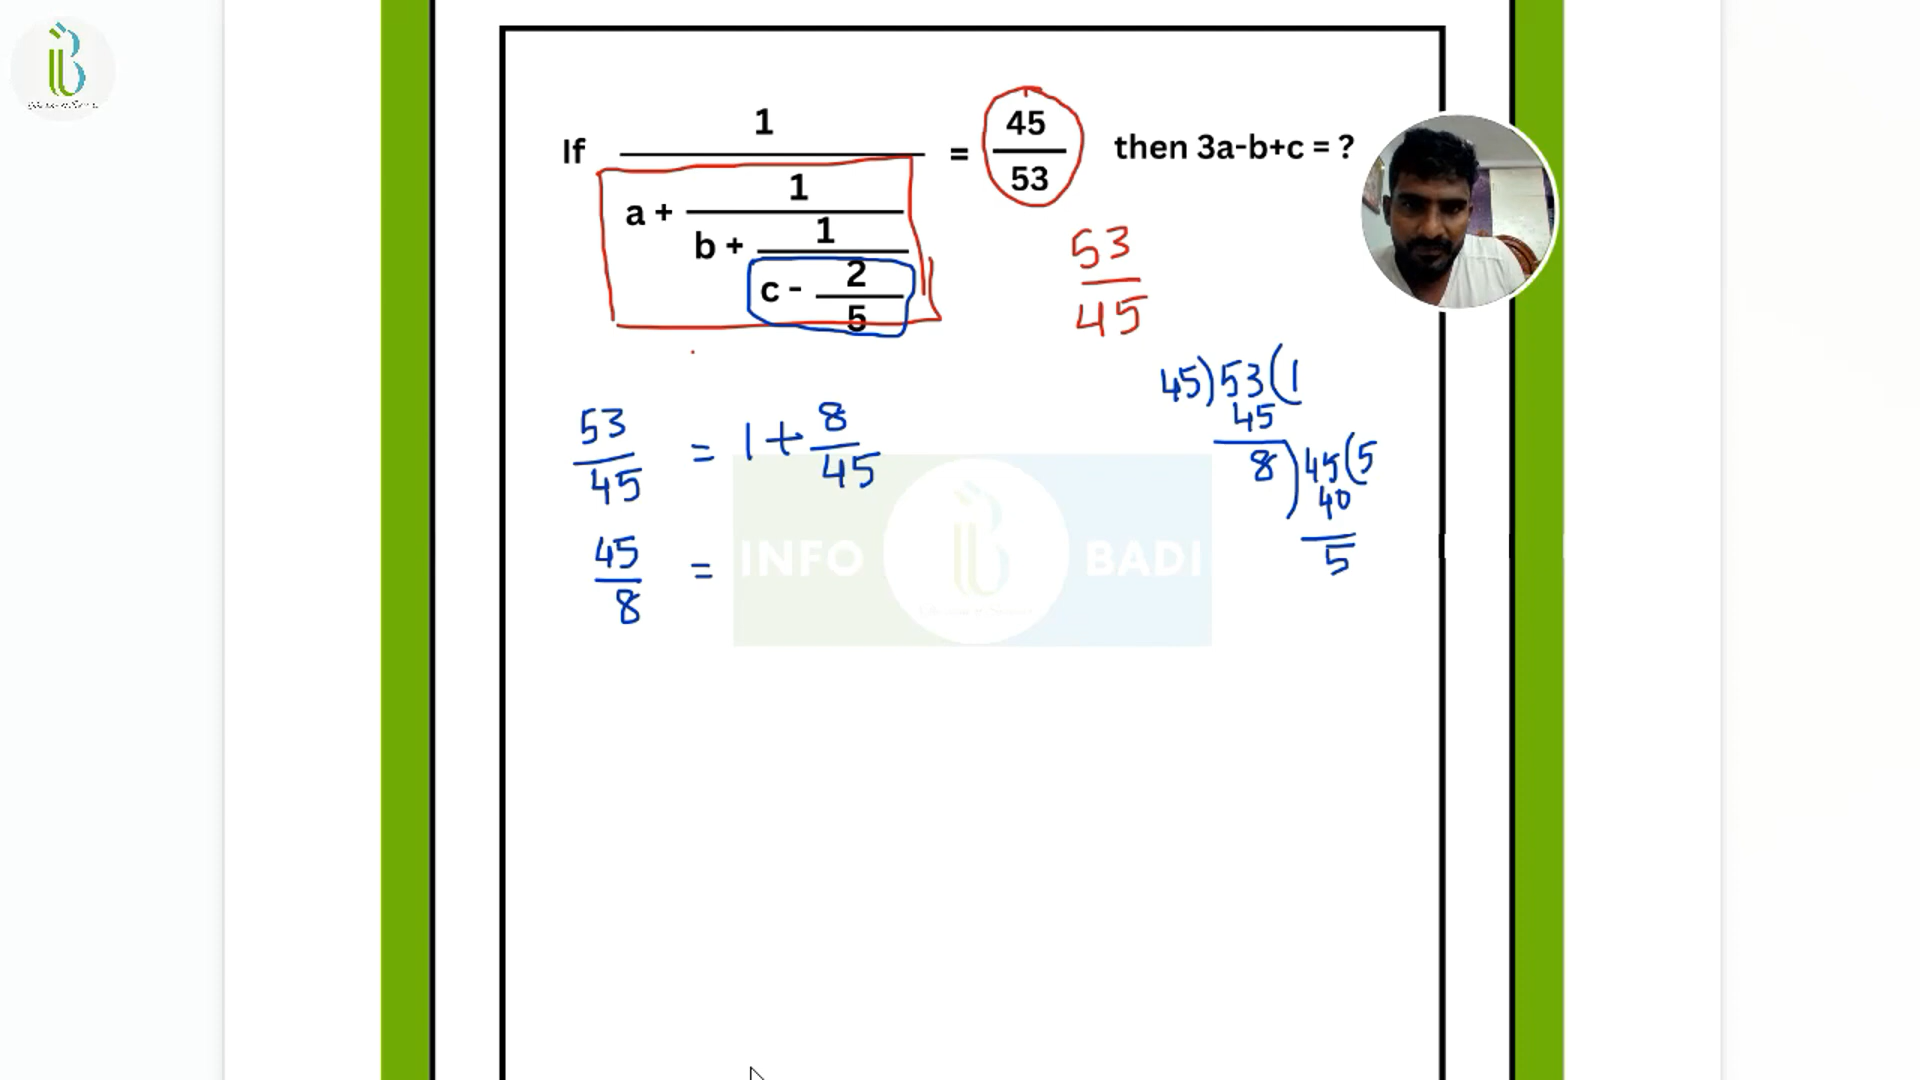 If 1 / a + 1 / b + 1 / c - 2 / 5 = 45 / 53 then 3a-b+c = ?
53 / 45
53 / 45 = 1 + 8 / 45
45 ) 53 ( 1
45
8 ) 45 ( 5
40
5
45 / 8 =
INFO BADI